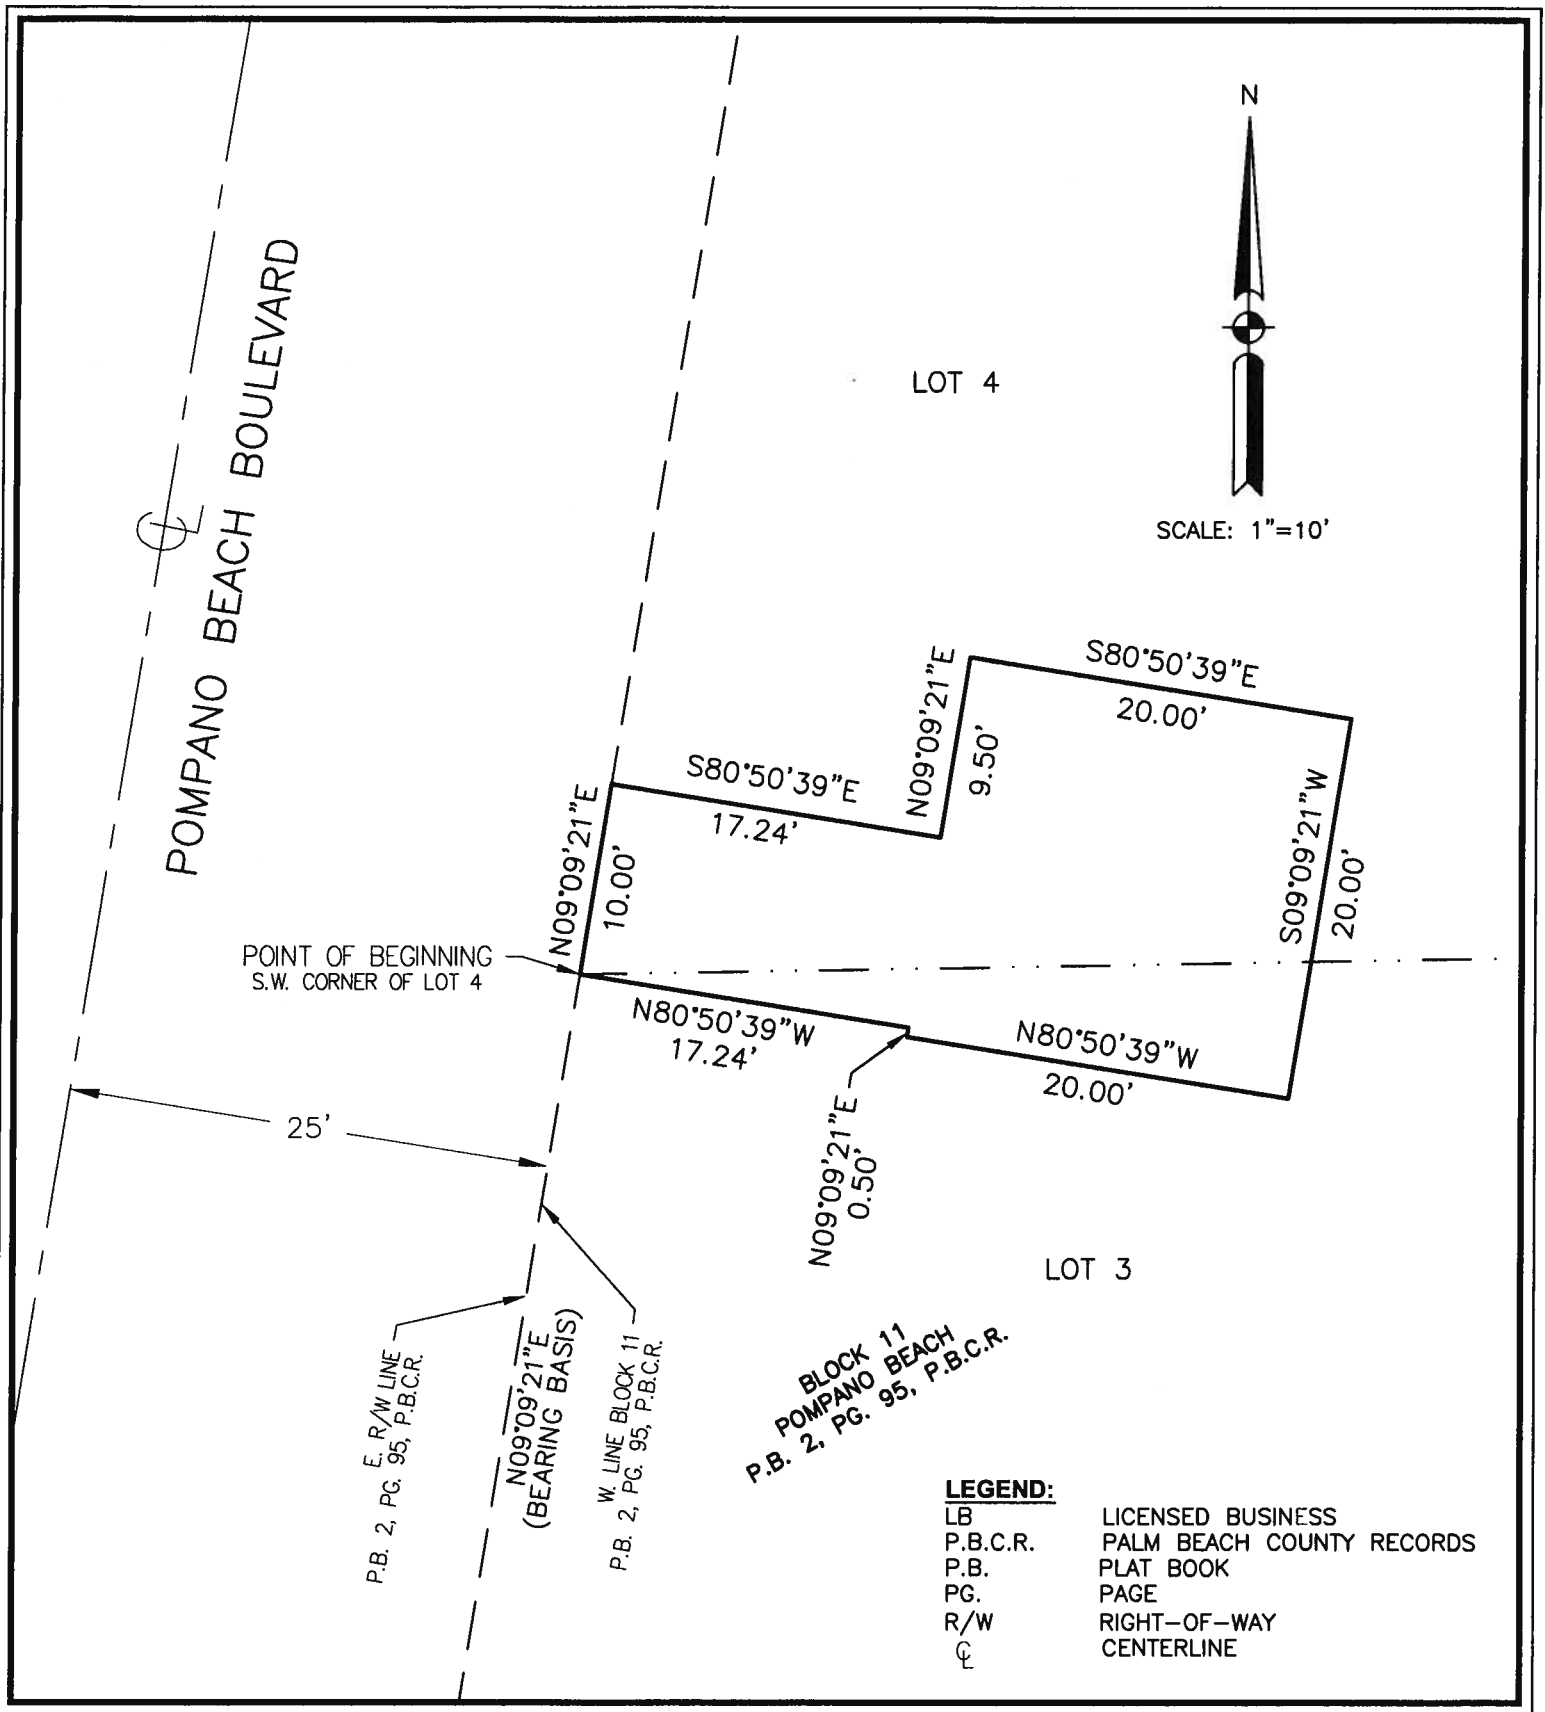 N
SCALE: 1"=10'
POMPANO BEACH BOULEVARD
℄
LOT 4
S80°50'39"E
20.00'
N09°09'21"E
9.50'
S80°50'39"E
17.24'
N09°09'21"E
10.00'
S09°09'21"W
20.00'
POINT OF BEGINNING
S.W. CORNER OF LOT 4
N80°50'39"W
17.24'
N80°50'39"W
20.00'
N09°09'21"E
0.50'
25'
LOT 3
E. R/W LINE
P.B. 2, PG. 95, P.B.C.R.
N09°09'21"E
(BEARING BASIS)
W. LINE BLOCK 11
P.B. 2, PG. 95, P.B.C.R.
BLOCK 11
POMPANO BEACH
P.B. 2, PG. 95, P.B.C.R.
LEGEND:
LB LICENSED BUSINESS
P.B.C.R. PALM BEACH COUNTY RECORDS
P.B. PLAT BOOK
PG. PAGE
R/W RIGHT-OF-WAY
℄ CENTERLINE